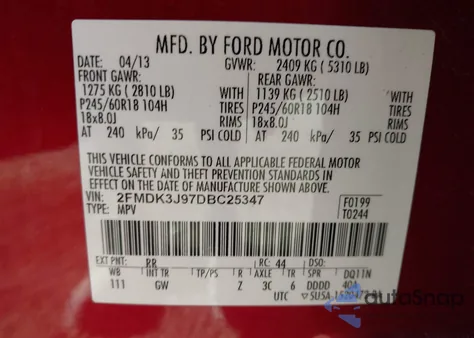 MFD. BY FORD MOTOR CO.
DATE: 04/13 GVWR: 2409 KG (5310 LB)
FRONT GAWR: REAR GAWR:
1275 KG (2810 LB) WITH 1139 KG (2510 LB) WITH
P245/60R18 104H TIRES P245/60R18 104H TIRES
18x8.0J RIMS 18x8.0J RIMS
AT 240 kPa/ 35 PSI COLD AT 240 kPa/ 35 PSI COLD
THIS VEHICLE CONFORMS TO ALL APPLICABLE FEDERAL MOTOR
VEHICLE SAFETY AND THEFT PREVENTION STANDARDS IN
EFFECT ON THE DATE OF MANUFACTURE SHOWN ABOVE.
VIN: 2FMDK3J97DBC25347 F0199
TYPE: MPV T0244
EXT PNT: RR RC: 44 DSO:
WB INT TR TP/PS R AXLE TR SPR DQ11N
111 GW Z 3C 6 DDDD 40A
UTC
autoSnap